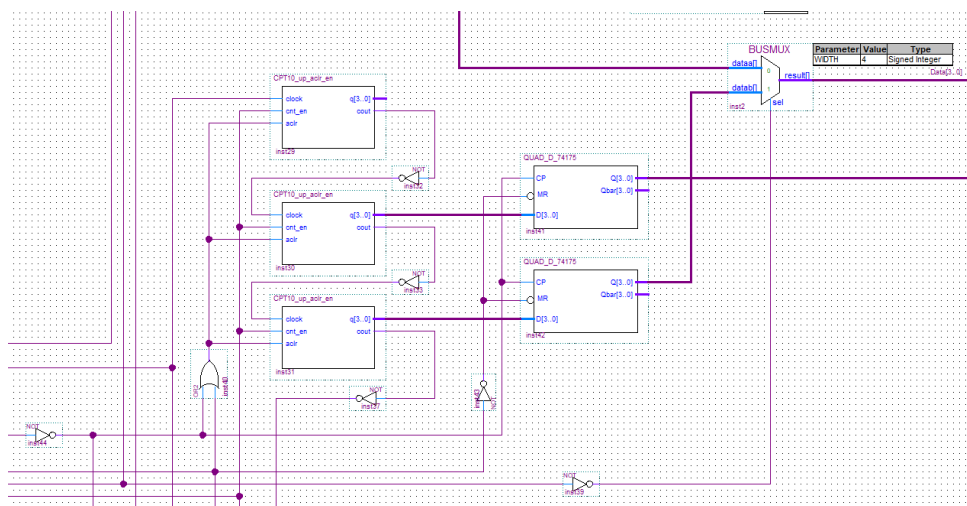 BUSMUX
Parameter Value Type
WIDTH 4 Signed Integer
dataa[]
0
result[]
Data[3..0]
datab[]
1
sel
inst2
CPT10_up_aclr_en
clock q[3..0]
cnt_en cout
aclr
inst29
NOT
inst32
QUAD_D_74175
CP Q[3..0]
MR Qbar[3..0]
D[3..0]
inst41
CPT10_up_aclr_en
clock q[3..0]
cnt_en cout
aclr
inst30
NOT
inst33
QUAD_D_74175
CP Q[3..0]
MR Qbar[3..0]
D[3..0]
inst42
CPT10_up_aclr_en
clock q[3..0]
cnt_en cout
aclr
inst31
OR2
inst40
NOT
inst37
NOT
inst43
NOT
inst44
NOT
inst39